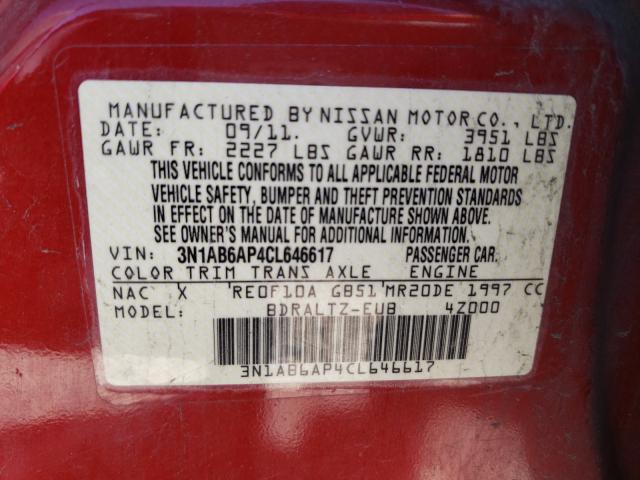 MANUFACTURED BY NISSAN MOTOR CO., LTD.
DATE: 09/11. GVWR: 3951 LBS
GAWR FR: 2227 LBS GAWR RR: 1810 LBS
THIS VEHICLE CONFORMS TO ALL APPLICABLE FEDERAL MOTOR
VEHICLE SAFETY, BUMPER AND THEFT PREVENTION STANDARDS
IN EFFECT ON THE DATE OF MANUFACTURE SHOWN ABOVE.
SEE OWNER'S MANUAL FOR ADDITIONAL INFORMATION.
VIN: 3N1AB6AP4CL646617 PASSENGER CAR.
COLOR TRIM TRANS AXLE ENGINE
NAC X RE0F10A GB51 MR20DE 1997 CC
MODEL: BDRALTZ-EUB 4Z000
3N1AB6AP4CL646617